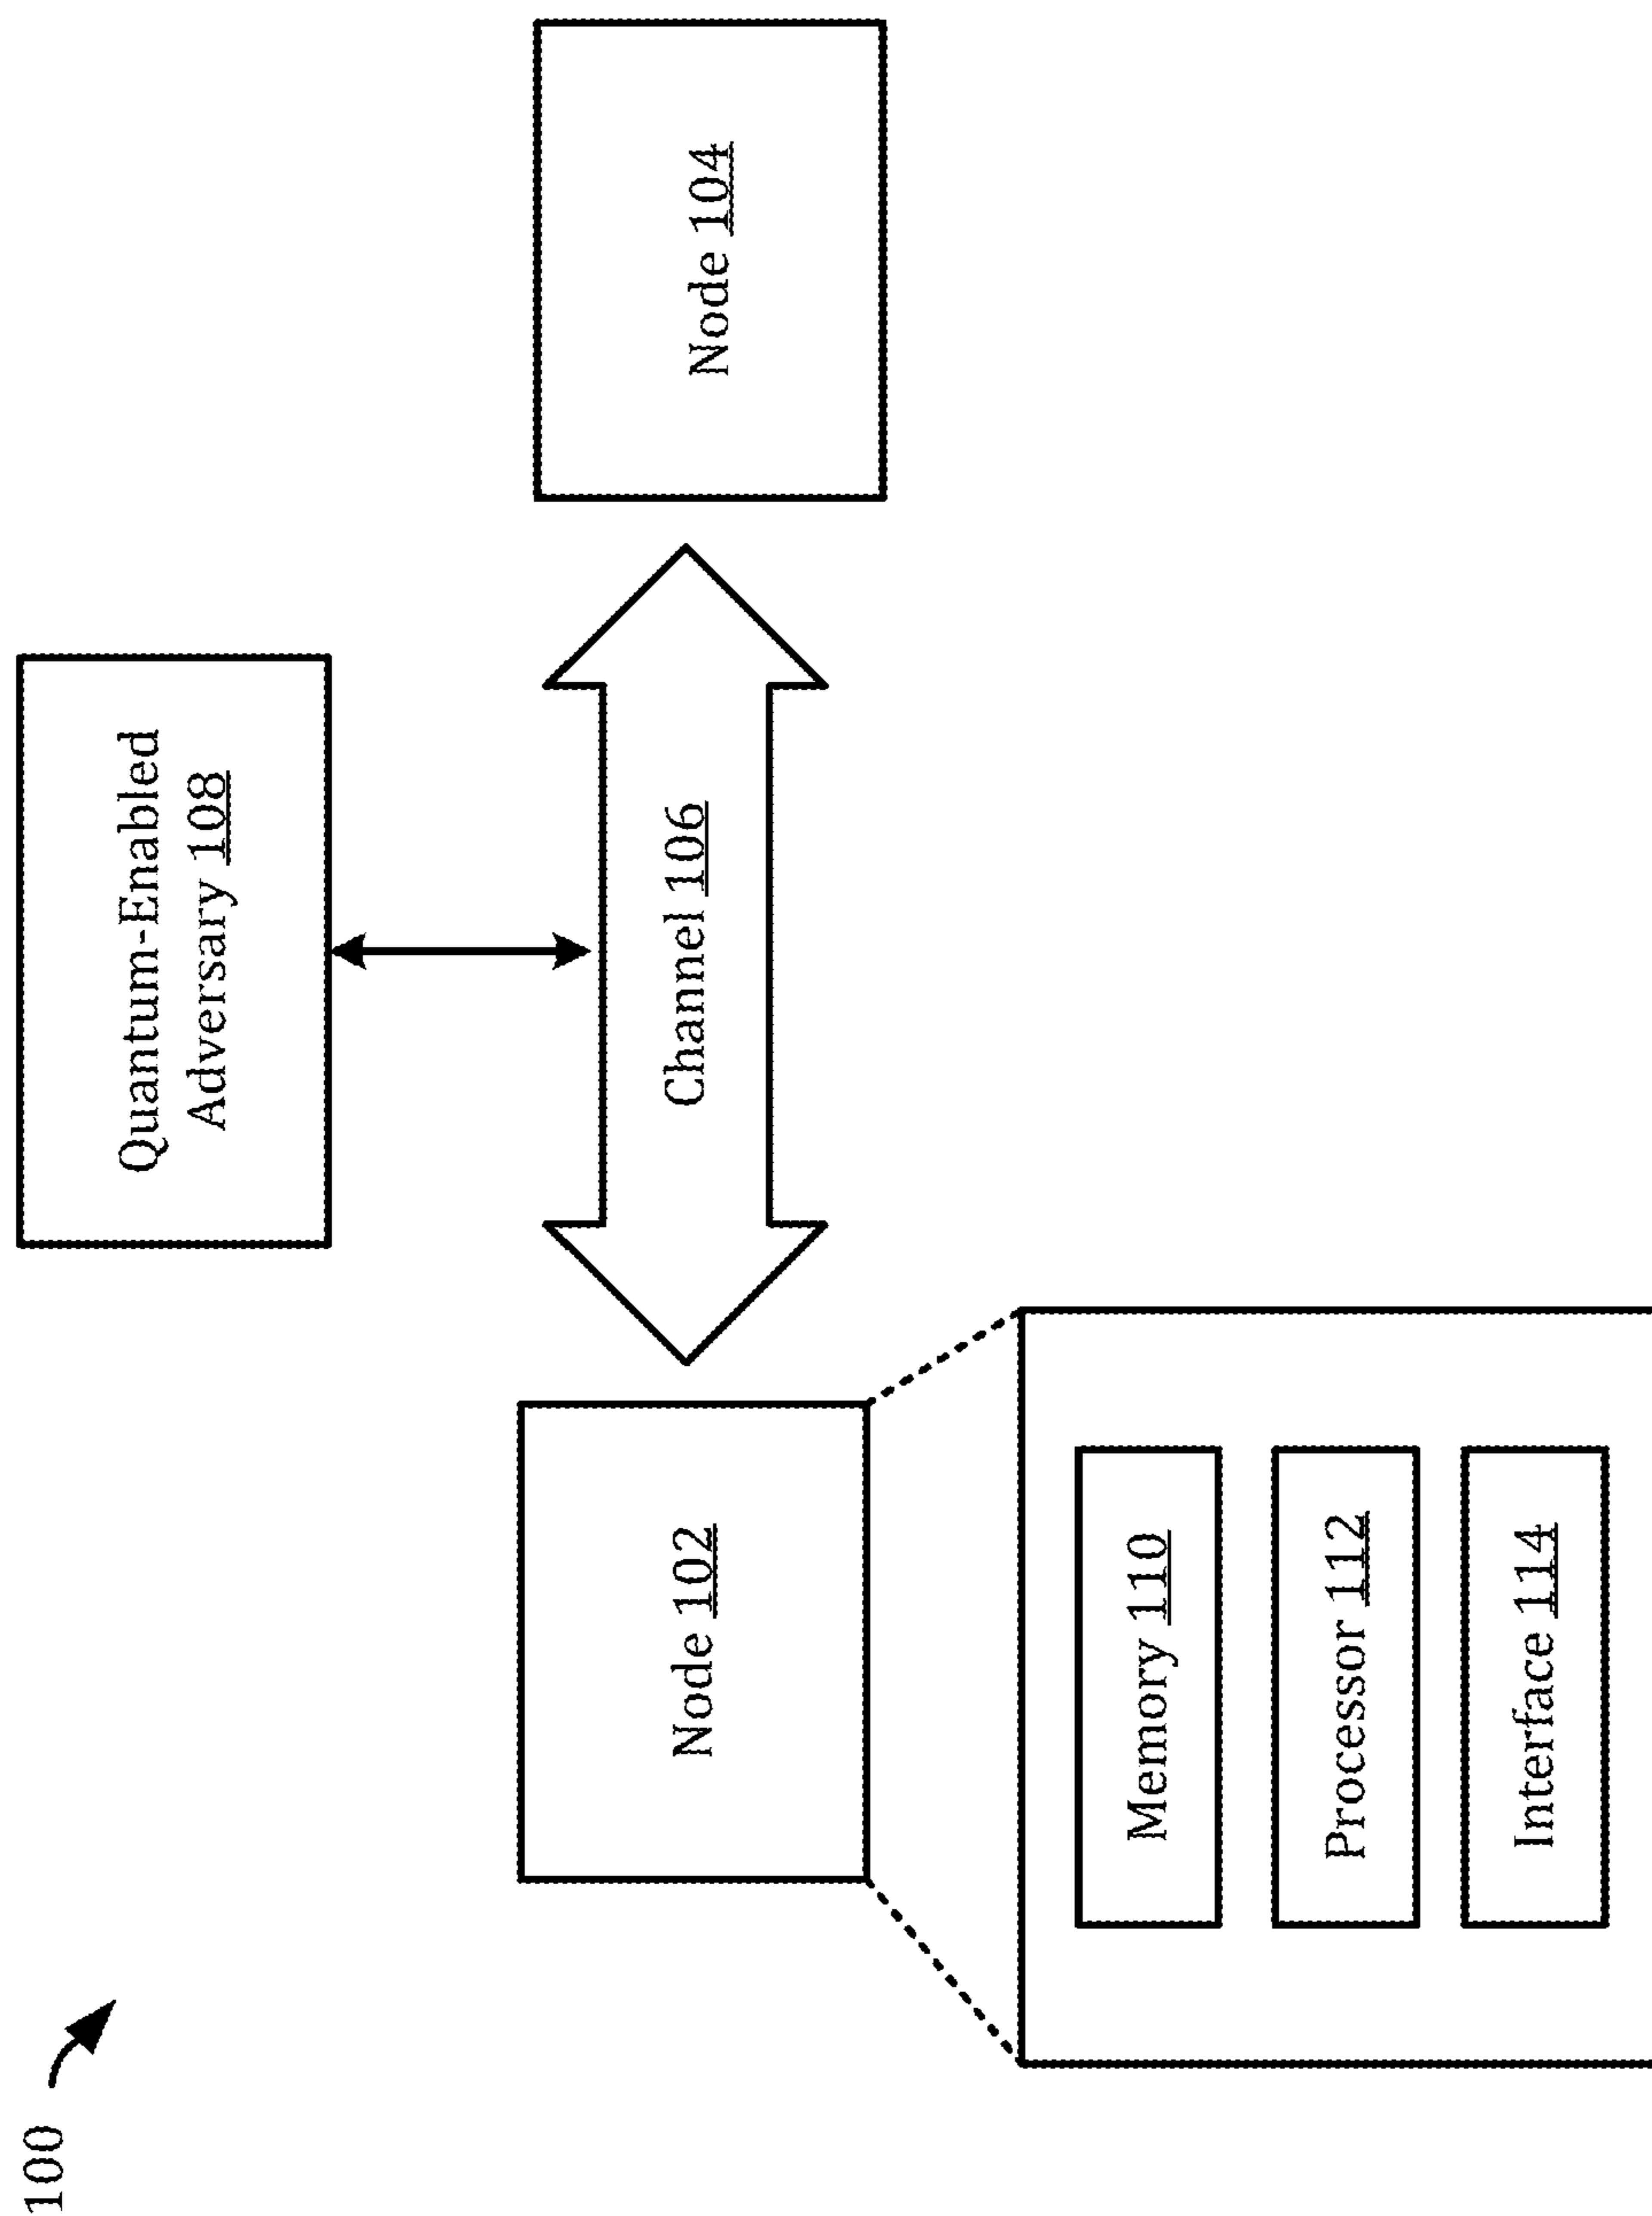 100
Quantum-Enabled
Adversary 108
Node 102
Channel 106
Node 104
Memory 110
Processor 112
Interface 114